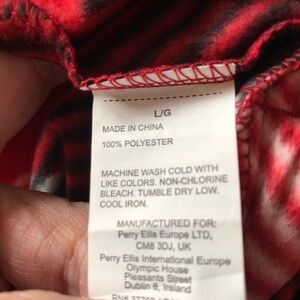 L/G
MADE IN CHINA
100% POLYESTER
MACHINE WASH COLD WITH
LIKE COLORS. NON-CHLORINE
BLEACH. TUMBLE DRY LOW.
COOL IRON.
MANUFACTURED FOR:
Perry Ellis Europe LTD,
CM8 3DJ, UK
Perry Ellis International Europe
Olympic House
Pleasants Street
Dublin 8, Ireland